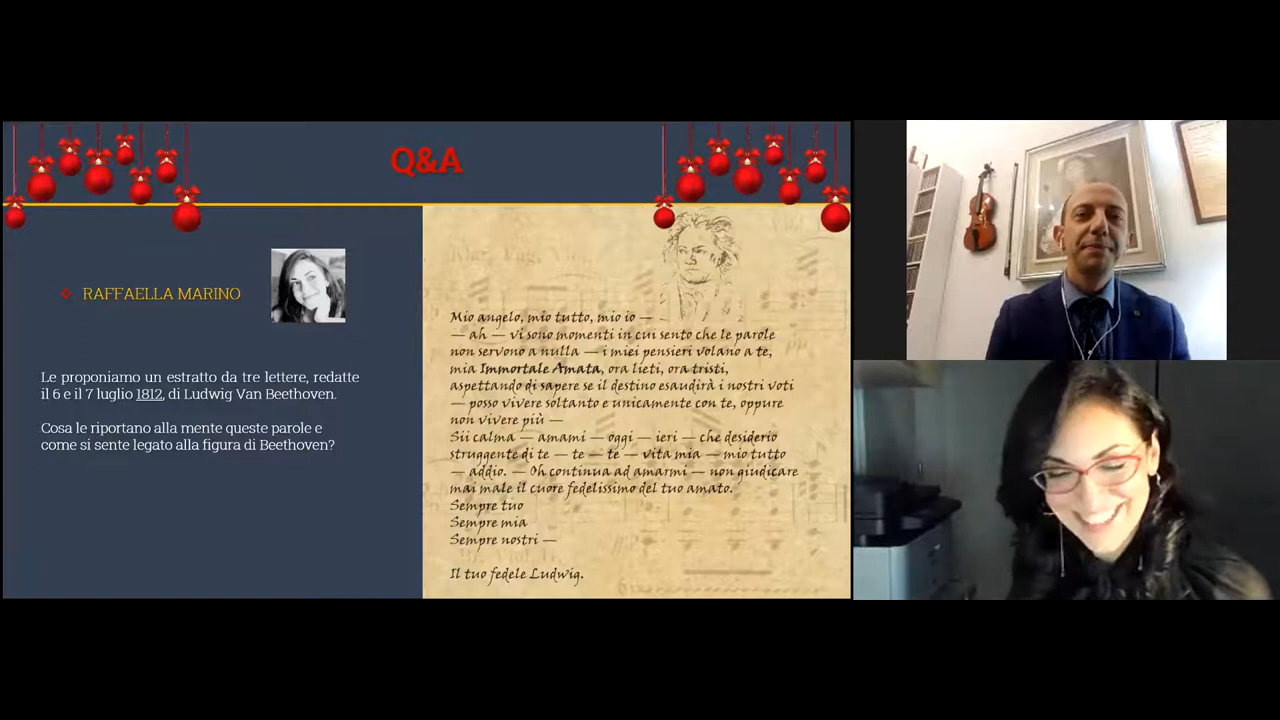 Q&A
RAFFAELLA MARINO
Le proponiamo un estratto da tre lettere, redatte
il 6 e il 7 luglio 1812, di Ludwig Van Beethoven.
Cosa le riportano alla mente queste parole e
come si sente legato alla figura di Beethoven?
Mio angelo, mio tutto, mio io —
— ah — vi sono momenti in cui sento che le parole
non servono a nulla — i miei pensieri volano a te,
mia Immortale Amata, ora lieti, ora tristi,
aspettando di sapere se il destino esaudirà i nostri voti
— posso vivere soltanto e unicamente con te, oppure
non vivere più —
Sii calma — amami — oggi — ieri — che desiderio
struggente di te — te — te — vita mia — mio tutto
— addio. — Oh continua ad amarmi — non giudicare
mai male il cuore fedelissimo del tuo amato.
Sempre tuo
Sempre mia
Sempre nostri —
Il tuo fedele Ludwig.